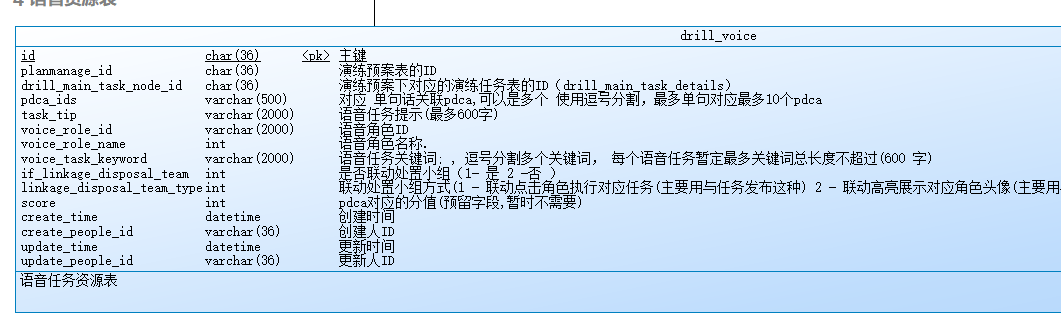 4 语音资源表
drill_voice
id char(36) <pk> 主键
planmanage_id char(36) 演练预案表的ID
drill_main_task_node_id char(36) 演练预案下对应的演练任务表的ID（drill_main_task_details）
pdca_ids varchar(500) 对应 单句话关联pdca,可以是多个 使用逗号分割，最多单句对应最多10个pdca
task_tip varchar(2000) 语音任务提示(最多600字)
voice_role_id varchar(2000) 语音角色ID
voice_role_name int 语音角色名称.
voice_task_keyword varchar(2000) 语音任务关键词: , 逗号分割多个关键词， 每个语音任务暂定最多关键词总长度不超过(600 字)
if_linkage_disposal_team int 是否联动处置小组（1- 是 2 -否 ）
linkage_disposal_team_type int 联动处置小组方式(1 - 联动点击角色执行对应任务(主要用与任务发布这种) 2 - 联动高亮展示对应角色头像(主要用
score int pdca对应的分值(预留字段,暂时不需要)
create_time datetime 创建时间
create_people_id varchar(36) 创建人ID
update_time datetime 更新时间
update_people_id varchar(36) 更新人ID
语音任务资源表